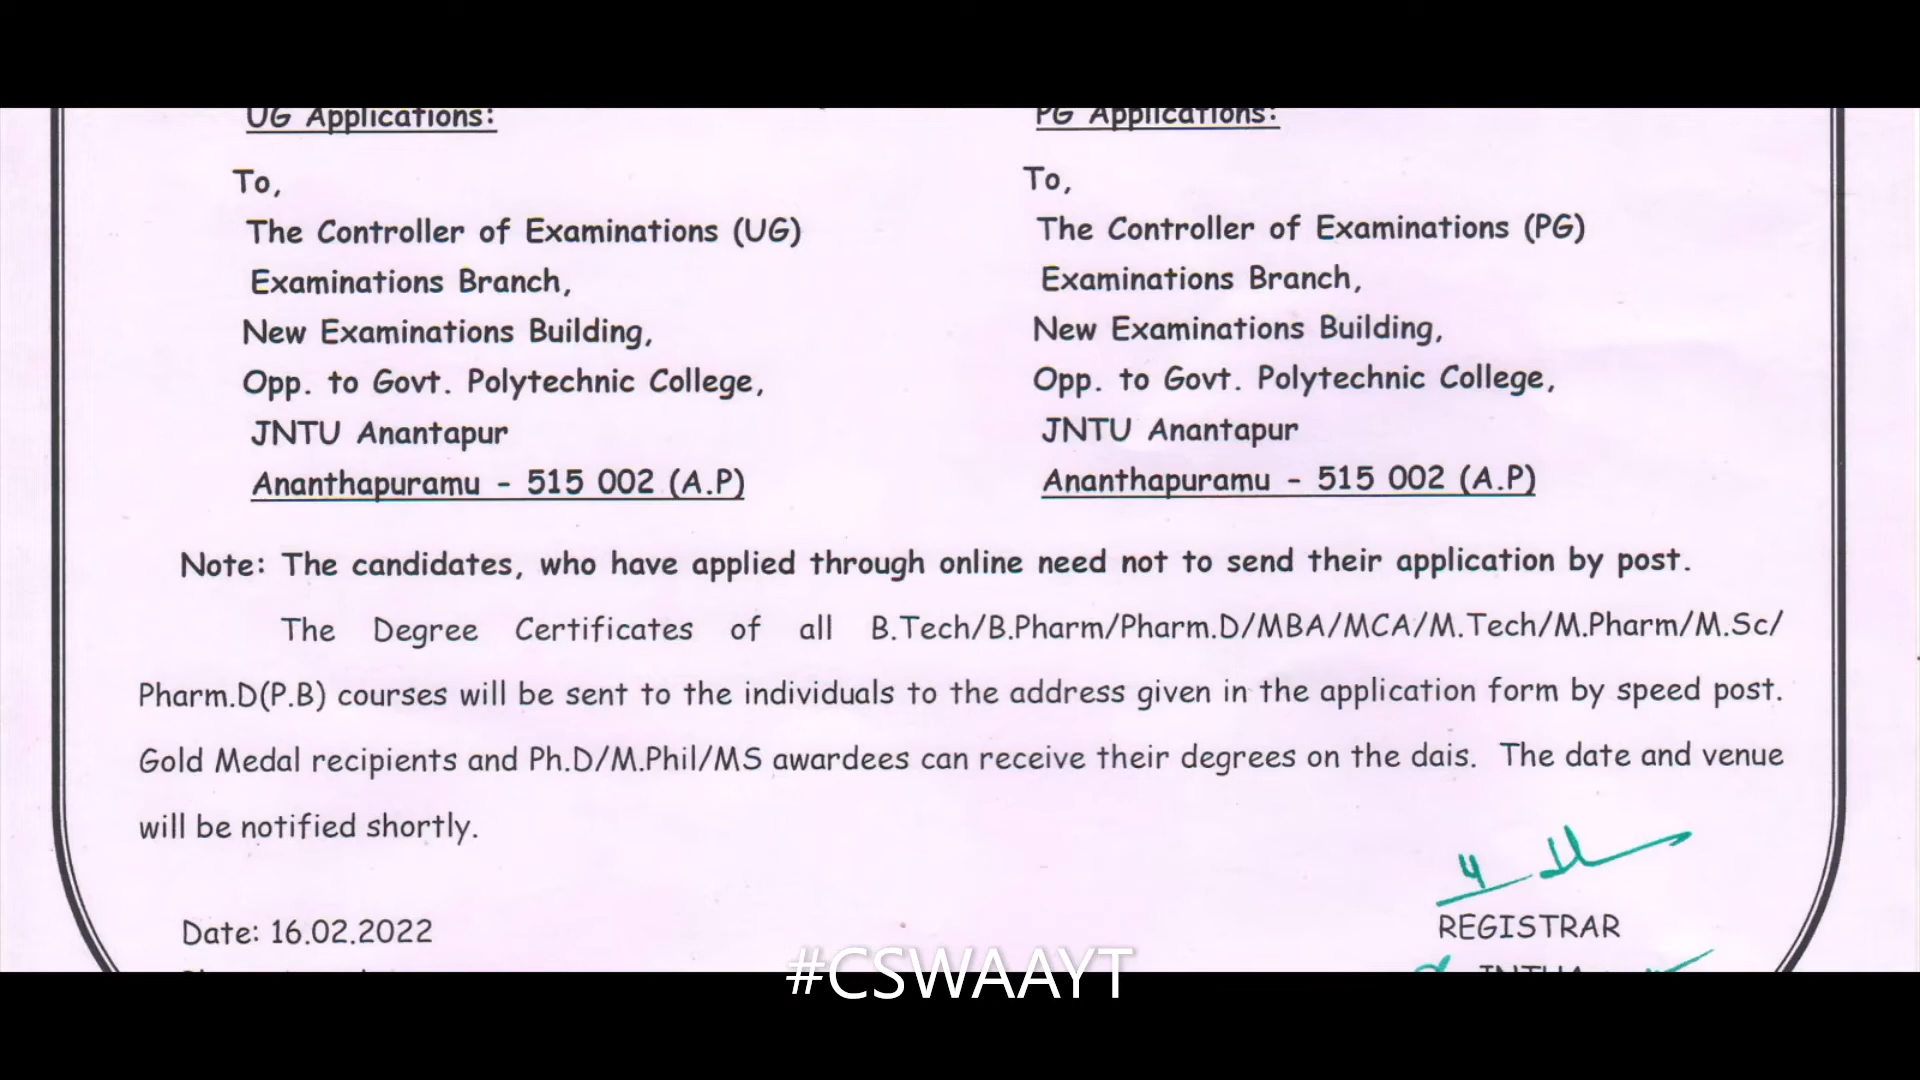 UG Applications:
To,
The Controller of Examinations (UG)
Examinations Branch,
New Examinations Building,
Opp. to Govt. Polytechnic College,
JNTU Anantapur
Ananthapuramu - 515 002 (A.P)
PG Applications:
To,
The Controller of Examinations (PG)
Examinations Branch,
New Examinations Building,
Opp. to Govt. Polytechnic College,
JNTU Anantapur
Ananthapuramu - 515 002 (A.P)
Note: The candidates, who have applied through online need not to send their application by post.
The Degree Certificates of all B.Tech/B.Pharm/Pharm.D/MBA/MCA/M.Tech/M.Pharm/M.Sc/
Pharm.D(P.B) courses will be sent to the individuals to the address given in the application form by speed post.
Gold Medal recipients and Ph.D/M.Phil/MS awardees can receive their degrees on the dais. The date and venue
will be notified shortly.
Date: 16.02.2022
REGISTRAR
#CSWAAYT